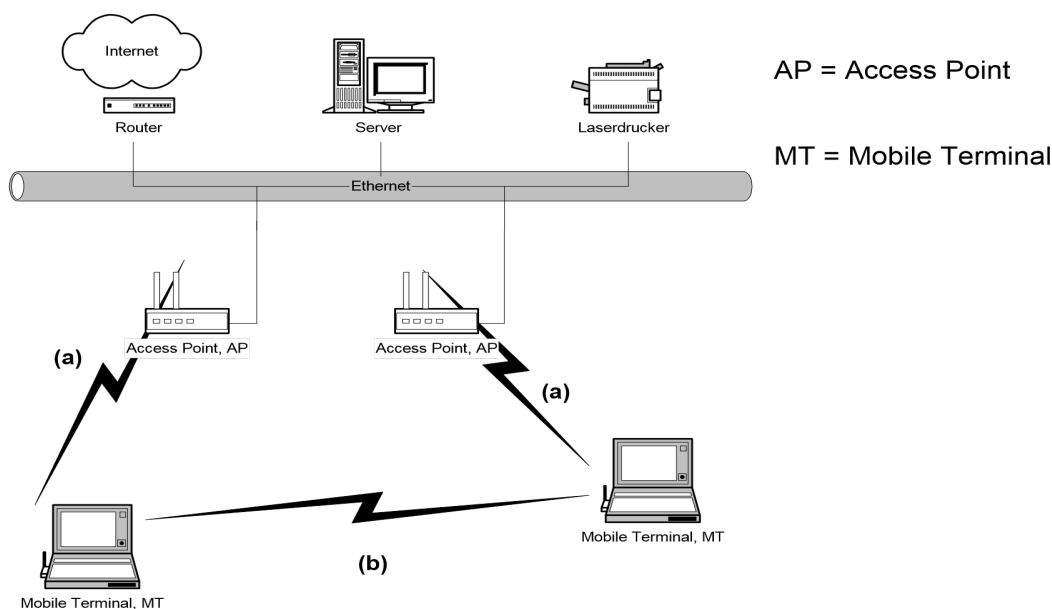 Internet
Router
Server
Laserdrucker
AP = Access Point
MT = Mobile Terminal
Ethernet
Access Point, AP
Access Point, AP
(a)
(a)
Mobile Terminal, MT
(b)
Mobile Terminal, MT